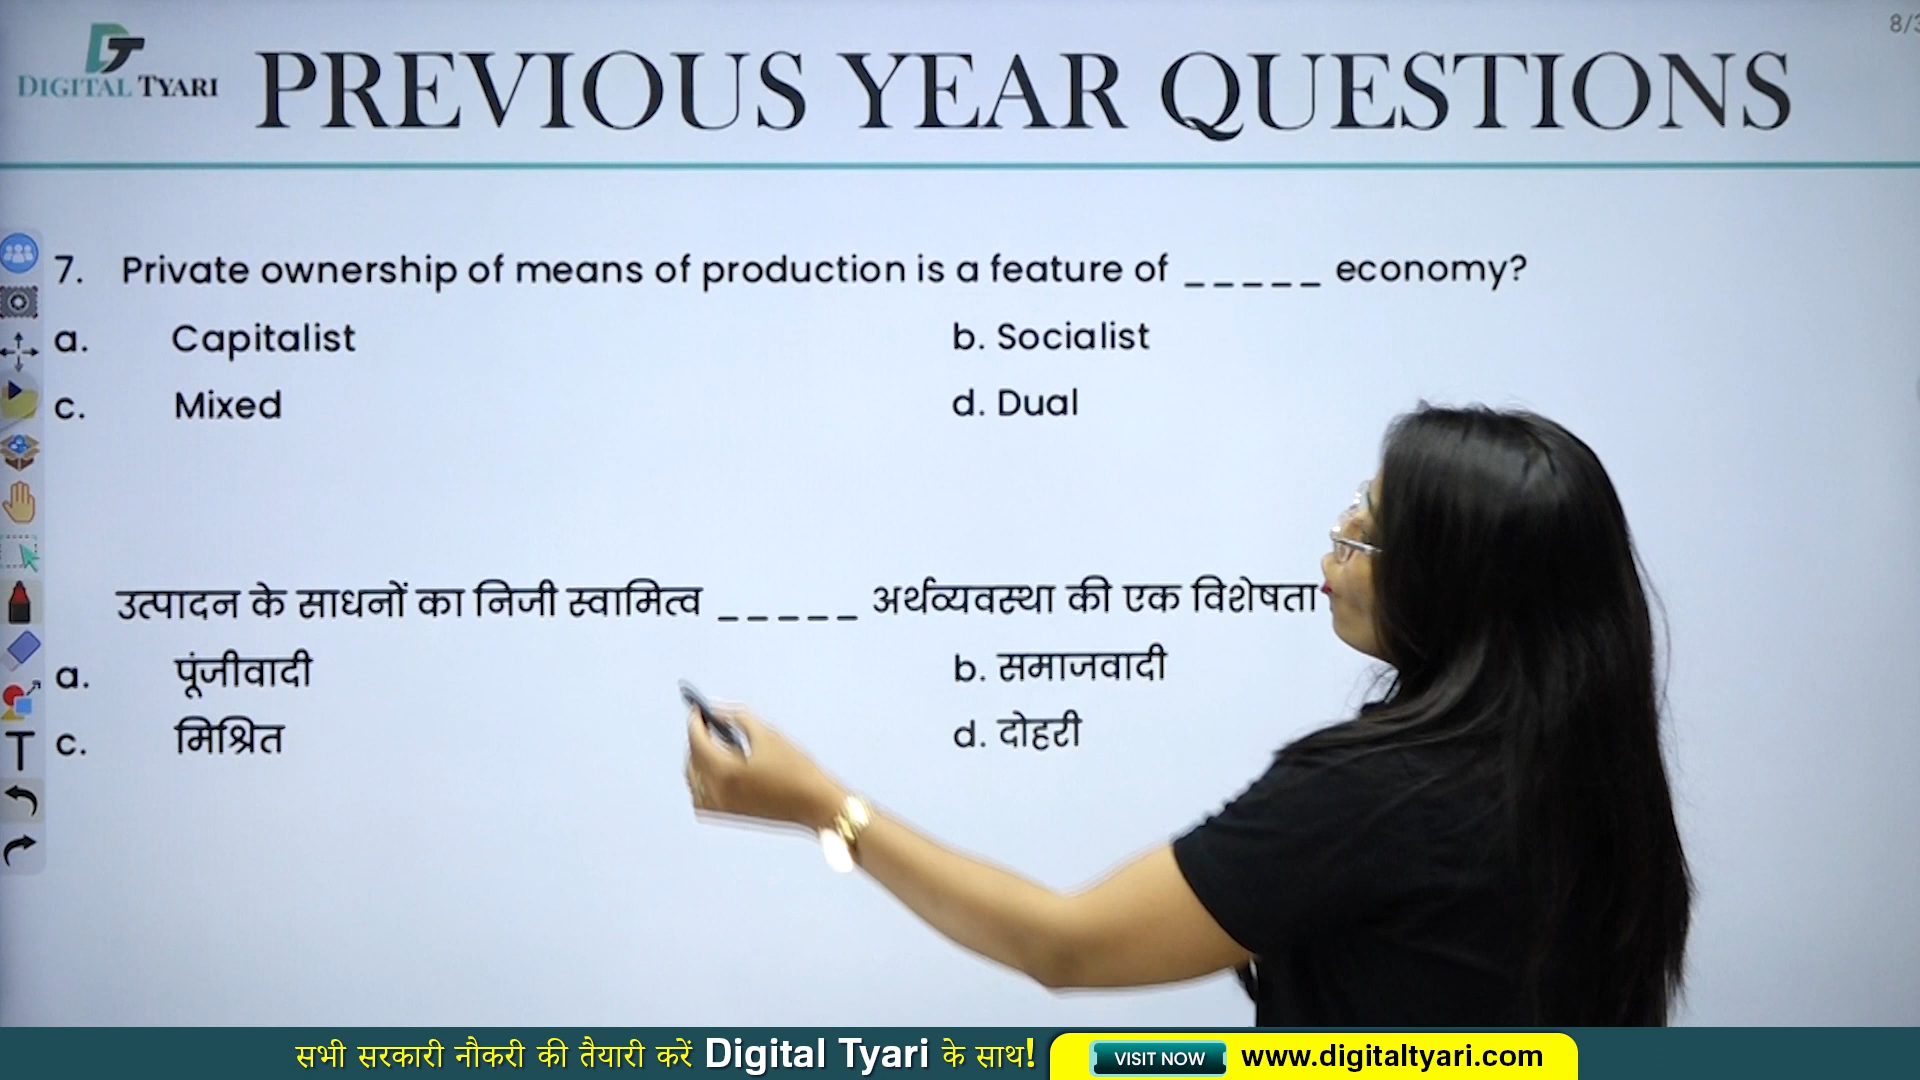 8/3
DIGITAL TYARI
PREVIOUS YEAR QUESTIONS
7. Private ownership of means of production is a feature of _ _ _ _ _ economy?
a. Capitalist b. Socialist
c. Mixed d. Dual
उत्पादन के साधनों का निजी स्वामित्व _ _ _ _ _ अर्थव्यवस्था की एक विशेषता
a. पूंजीवादी b. समाजवादी
c. मिश्रित d. दोहरी
T
सभी सरकारी नौकरी की तैयारी करें Digital Tyari के साथ!
VISIT NOW www.digitaltyari.com